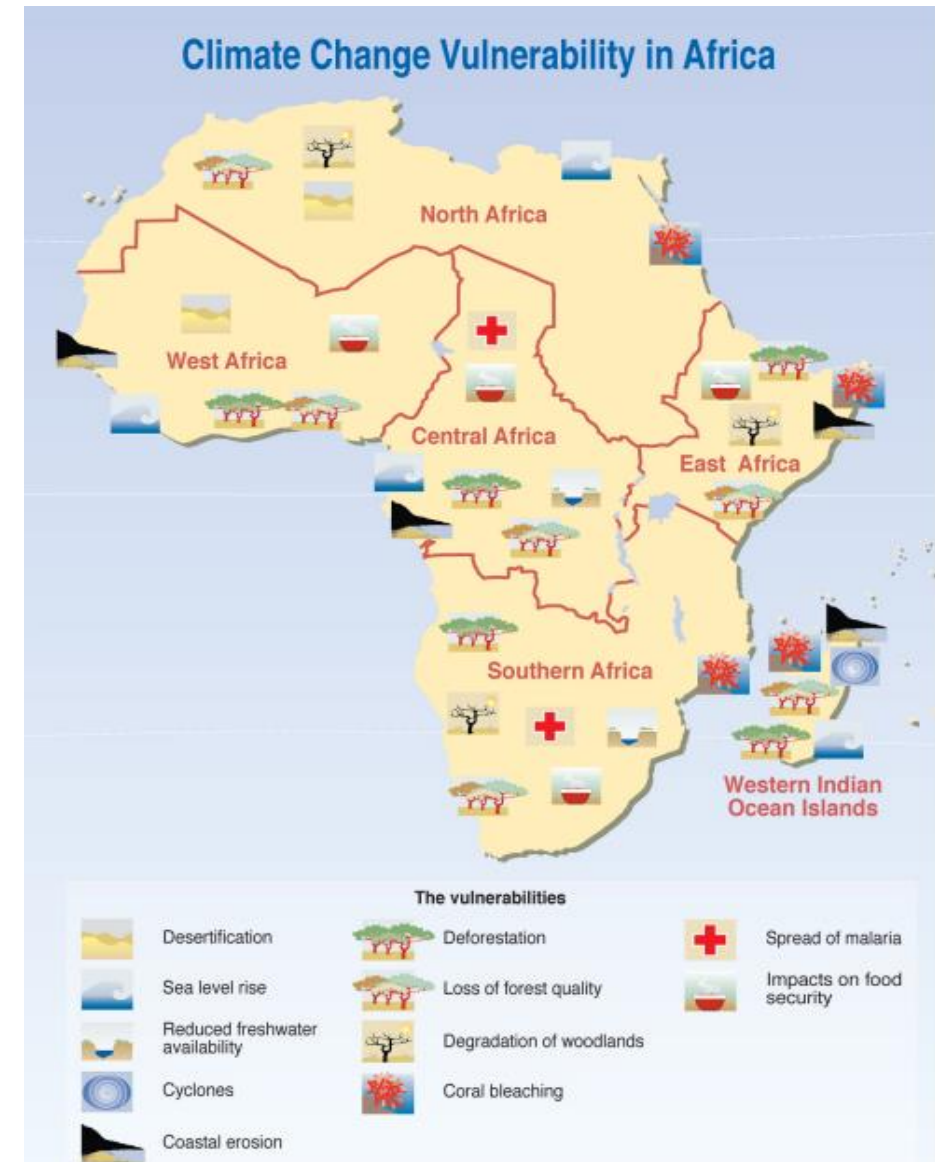 Climate Change Vulnerability in Africa
North Africa
West Africa
Central Africa
East Africa
Southern Africa
Western Indian
Ocean Islands
The vulnerabilities
Desertification
Sea level rise
Reduced freshwater
availability
Cyclones
Coastal erosion
Deforestation
Loss of forest quality
Degradation of woodlands
Coral bleaching
Spread of malaria
Impacts on food
security